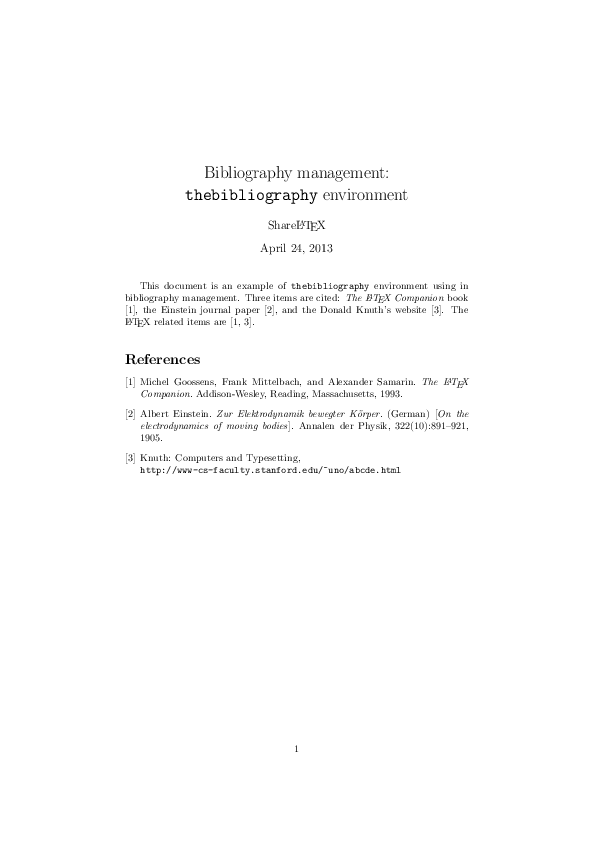 Bibliography management:
thebibliography environment
ShareLATEX
April 24, 2013
This document is an example of thebibliography environment using in
bibliography management. Three items are cited: The LATEX Companion book
[1], the Einstein journal paper [2], and the Donald Knuth's website [3]. The
LATEX related items are [1, 3].
References
[1] Michel Goossens, Frank Mittelbach, and Alexander Samarin. The LATEX
Companion. Addison-Wesley, Reading, Massachusetts, 1993.
[2] Albert Einstein. Zur Elektrodynamik bewegter Körper. (German) [On the
electrodynamics of moving bodies]. Annalen der Physik, 322(10):891–921,
1905.
[3] Knuth: Computers and Typesetting,
http://www-cs-faculty.stanford.edu/~uno/abcde.html
1